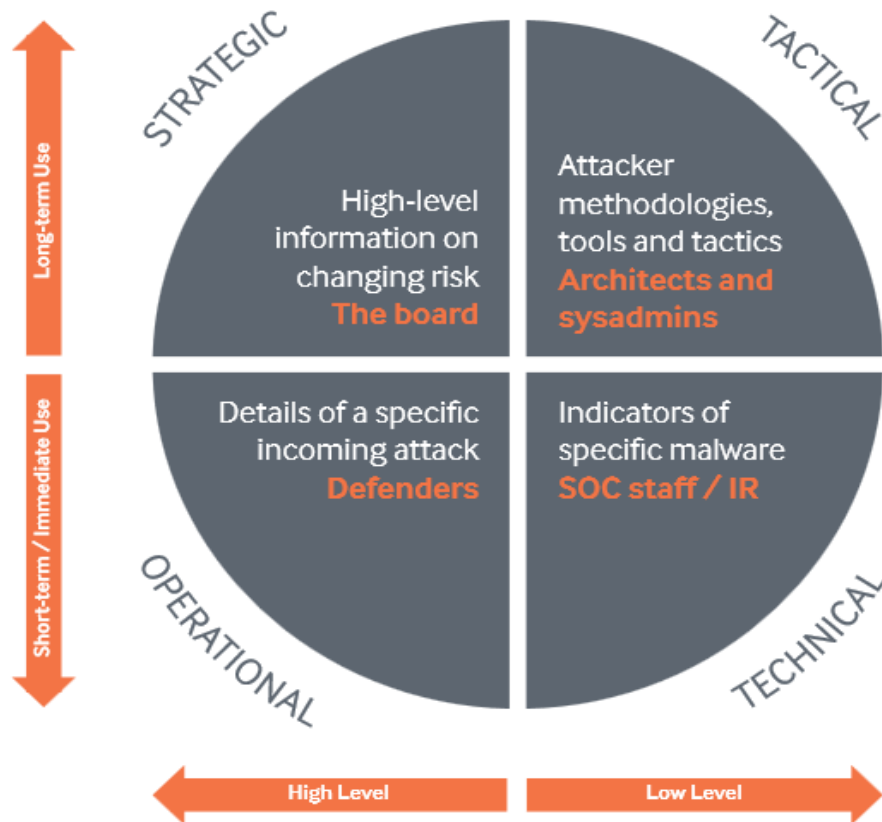 STRATEGIC
TACTICAL
Long-term Use
High-level
information on
changing risk
The board
Attacker
methodologies,
tools and tactics
Architects and
sysadmins
Short-term / Immediate Use
Details of a specific
incoming attack
Defenders
Indicators of
specific malware
SOC staff / IR
OPERATIONAL
TECHNICAL
High Level
Low Level